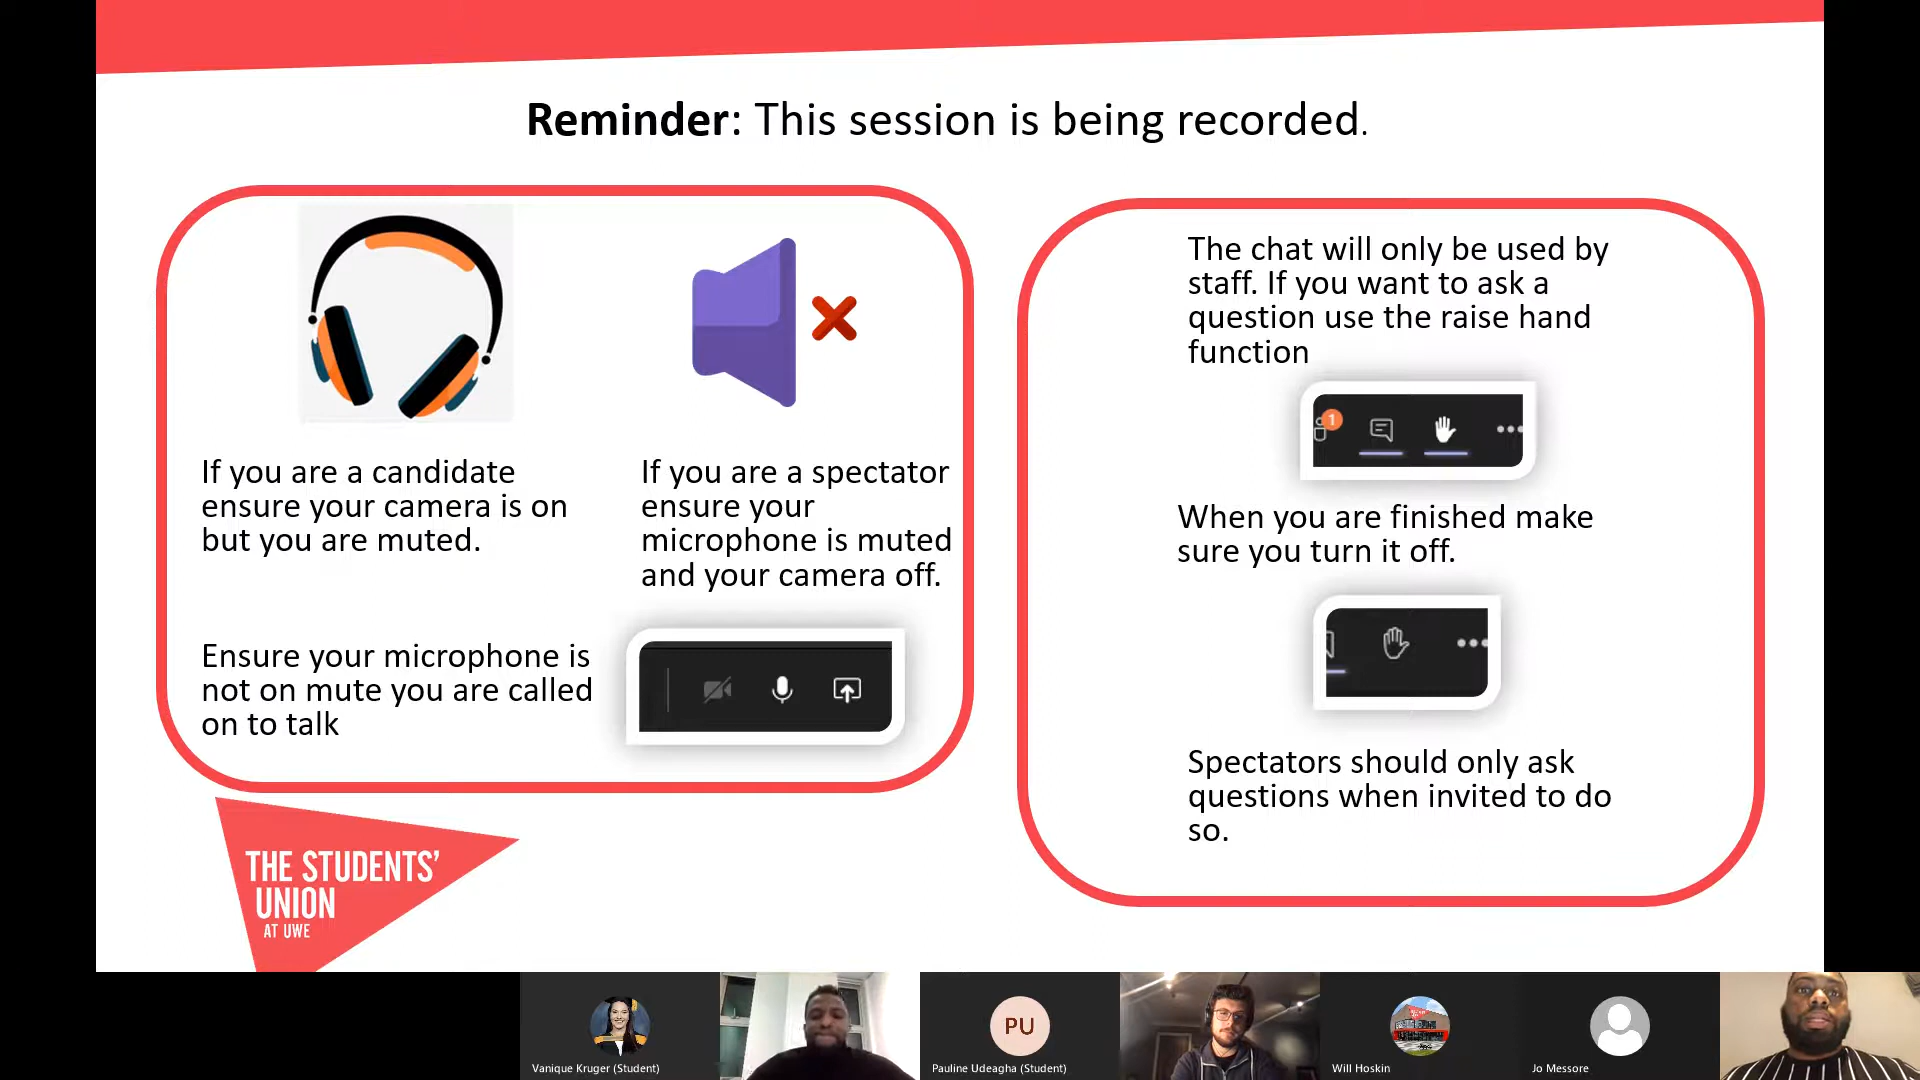 Reminder: This session is being recorded.
If you are a candidate
ensure your camera is on
but you are muted.
If you are a spectator
ensure your
microphone is muted
and your camera off.
Ensure your microphone is
not on mute you are called
on to talk
The chat will only be used by
staff. If you want to ask a
question use the raise hand
function
1
When you are finished make
sure you turn it off.
Spectators should only ask
questions when invited to do
so.
THE STUDENTS'
UNION
AT UWE
PU
Vanique Kruger (Student)
Pauline Udeagha (Student)
Will Hoskin
Jo Messore